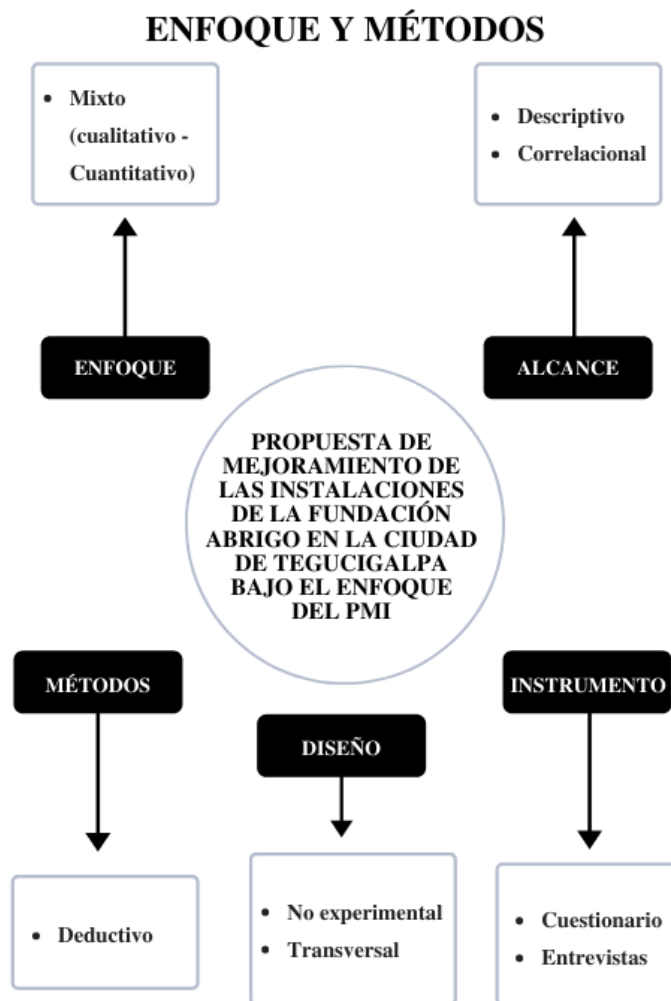 ENFOQUE Y MÉTODOS
• Mixto
(cualitativo -
Cuantitativo)
• Descriptivo
• Correlacional
ENFOQUE
ALCANCE
PROPUESTA DE
MEJORAMIENTO DE
LAS INSTALACIONES
DE LA FUNDACIÓN
ABRIGO EN LA CIUDAD
DE TEGUCIGALPA
BAJO EL ENFOQUE
DEL PMI
MÉTODOS
DISEÑO
INSTRUMENTO
• Deductivo
• No experimental
• Transversal
• Cuestionario
• Entrevistas